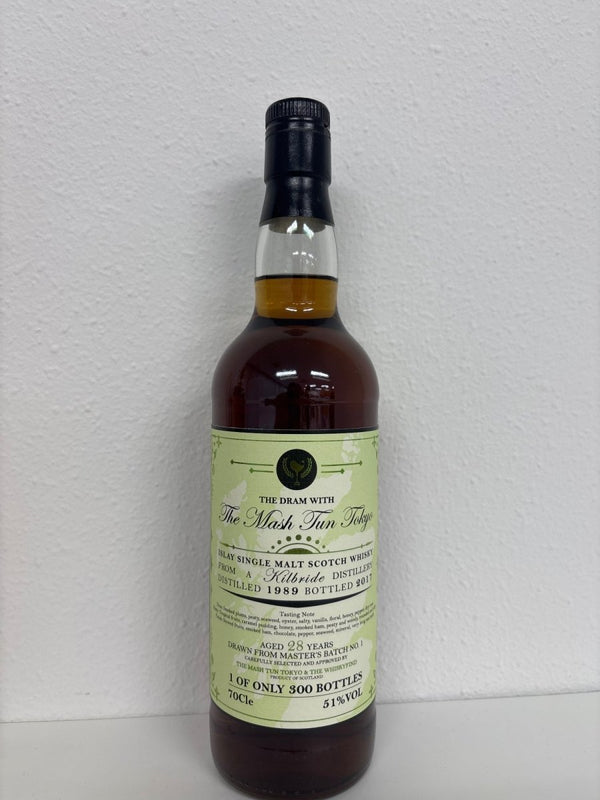 THE DRAM WITH
The Mash Tun Tokyo
ISLAY SINGLE MALT SCOTCH WHISKY
FROM A Kilbride DISTILLERY
DISTILLED 1989 BOTTLED 2017
Tasting Note
AGED 28 YEARS
DRAWN FROM MASTER'S BATCH NO. 1
CAREFULLY SELECTED AND APPROVED BY
THE MASH TUN TOKYO & THE WHISKYFIND
PRODUCT OF SCOTLAND
1 OF ONLY 300 BOTTLES
70Cle 51%VOL